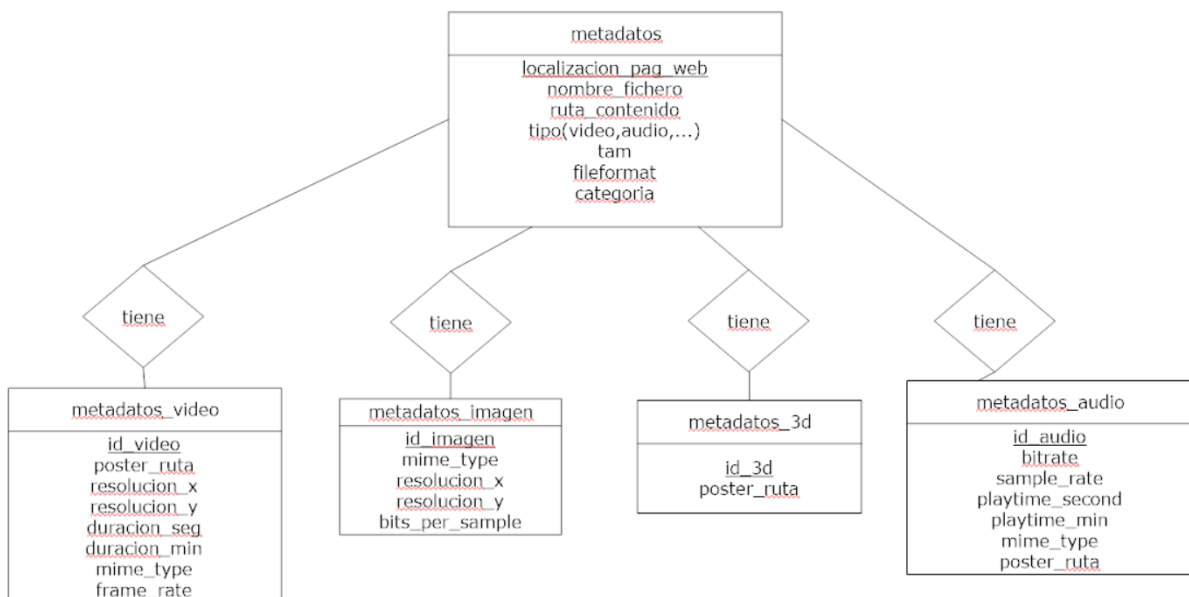 metadatos
localizacion_pag_web
nombre_fichero
ruta_contenido
tipo(video,audio,...)
tam
fileformat
categoria
tiene
tiene
tiene
tiene
metadatos_video
id_video
poster_ruta
resolucion_x
resolucion_y
duracion_seg
duracion_min
mime_type
frame_rate
metadatos_imagen
id_imagen
mime_type
resolucion_x
resolucion_y
bits_per_sample
metadatos_3d
id_3d
poster_ruta
metadatos_audio
id_audio
bitrate
sample_rate
playtime_second
playtime_min
mime_type
poster_ruta